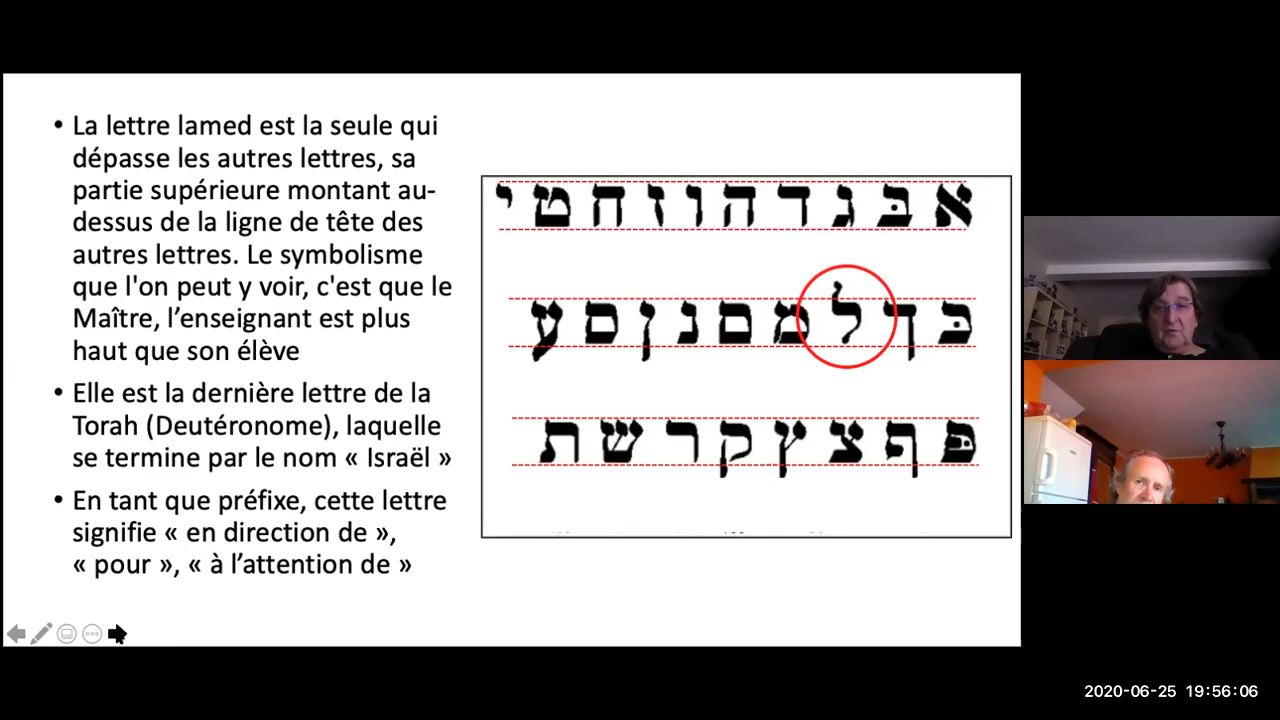 • La lettre lamed est la seule qui
dépasse les autres lettres, sa
partie supérieure montant au-
dessus de la ligne de tête des
autres lettres. Le symbolisme
que l'on peut y voir, c'est que le
Maître, l’enseignant est plus
haut que son élève
• Elle est la dernière lettre de la
Torah (Deutéronome), laquelle
se termine par le nom « Israël »
• En tant que préfixe, cette lettre
signifie « en direction de »,
« pour », « à l’attention de »
א בּ ג ד ה ו ז ח ט י
כּ ך ל מ ם נ ן ס ע
פּ ף צ ץ ק ר ש ת
2020-06-25 19:56:06